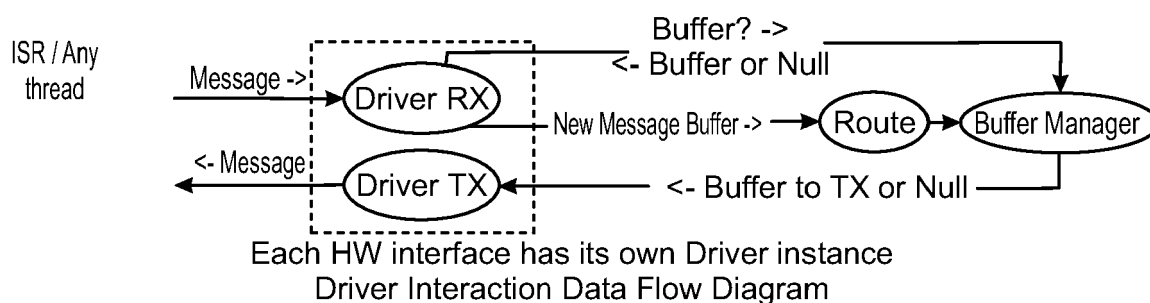 ISR / Any
thread
Message ->
Driver RX
Buffer? ->
<- Buffer or Null
New Message Buffer ->
Route
Buffer Manager
<- Message
Driver TX
<- Buffer to TX or Null
Each HW interface has its own Driver instance
Driver Interaction Data Flow Diagram